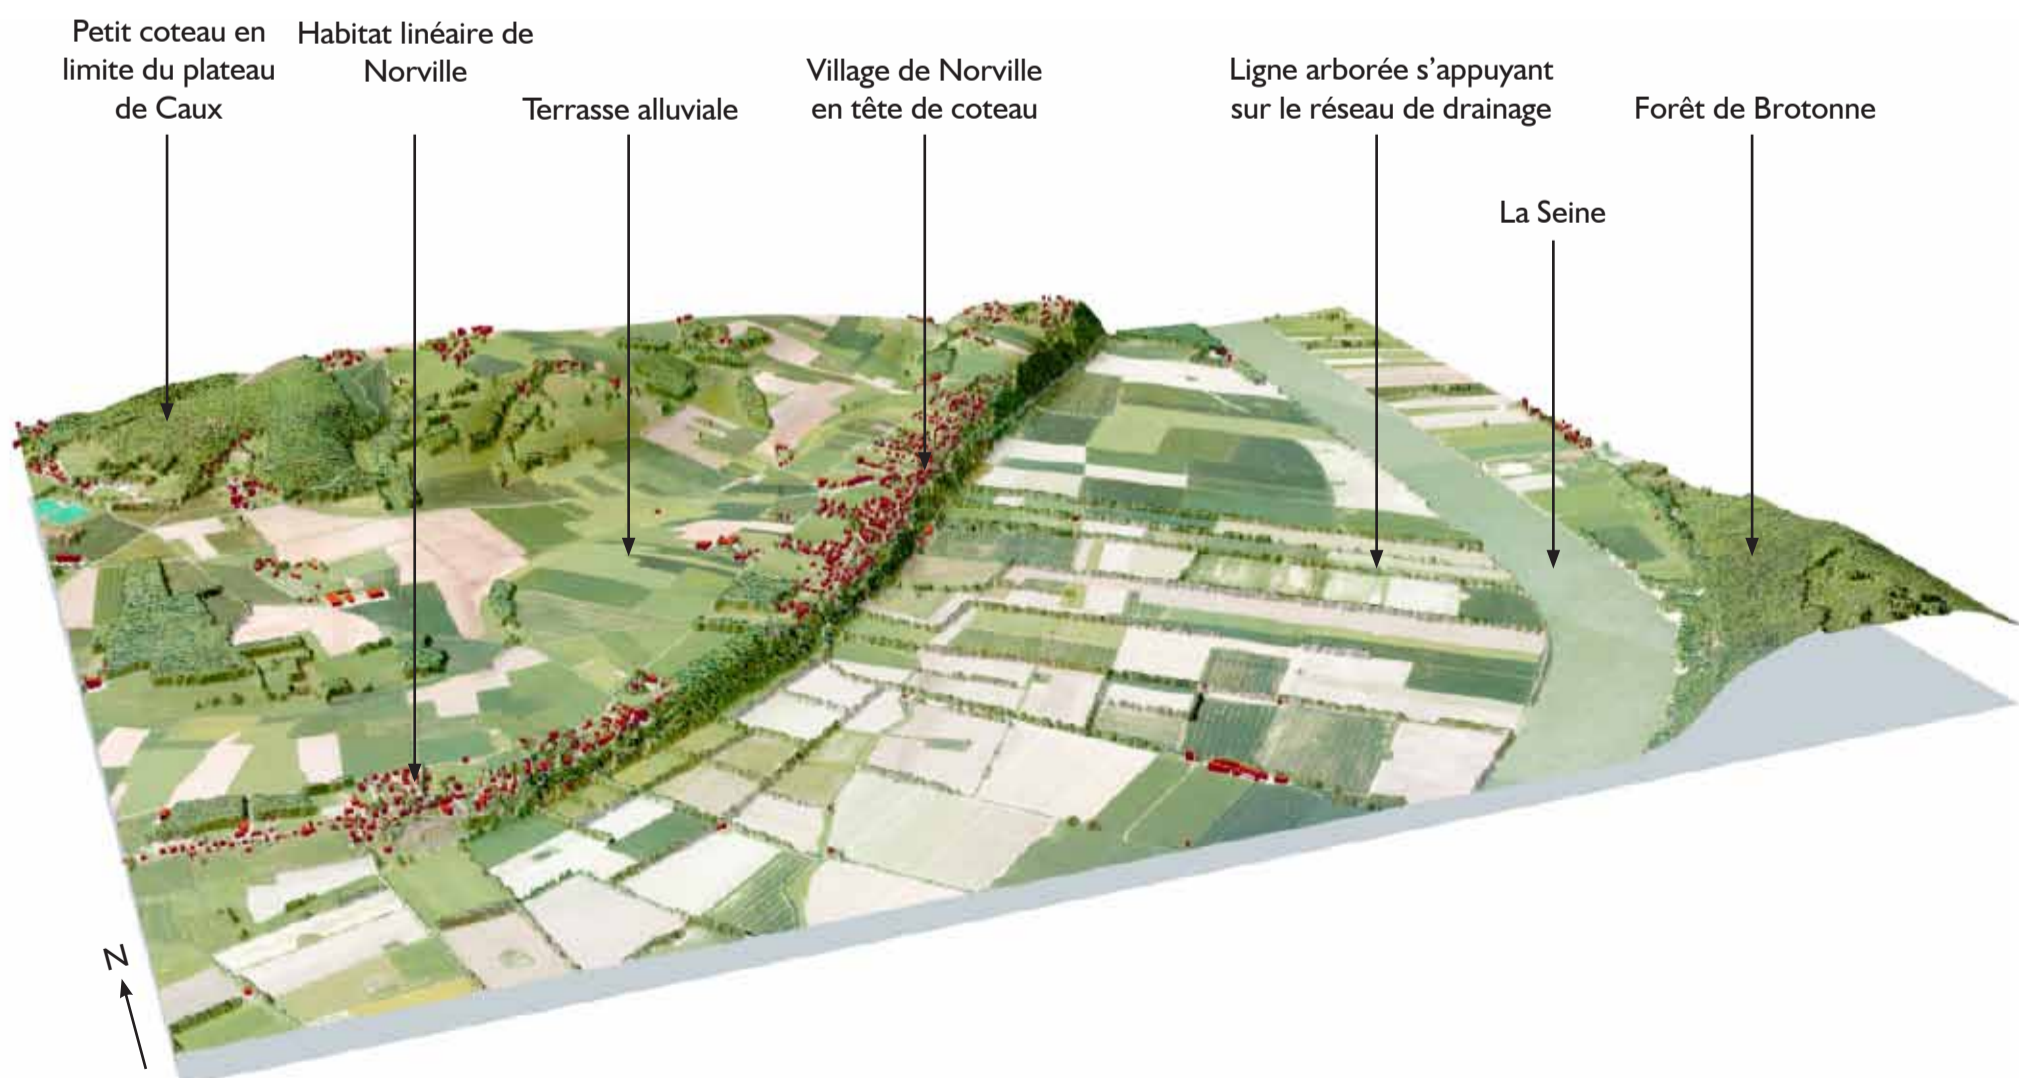 Petit coteau en
limite du plateau
de Caux
Habitat linéaire de
Norville
Terrasse alluviale
Village de Norville
en tête de coteau
Ligne arborée s’appuyant
sur le réseau de drainage
La Seine
Forêt de Brotonne
N